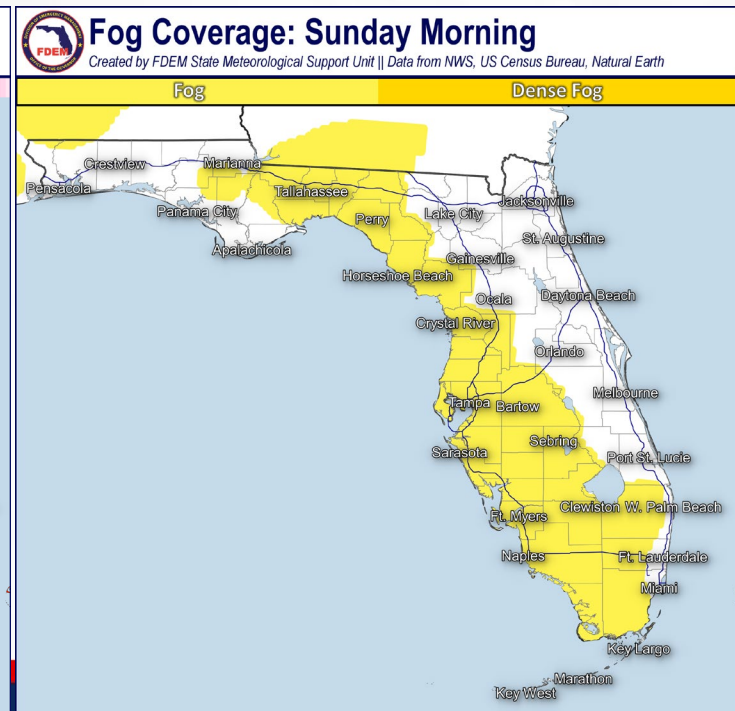 Fog Coverage: Sunday Morning
FDEM
Created by FDEM State Meteorological Support Unit || Data from NWS, US Census Bureau, Natural Earth
Fog
Dense Fog
Crestview
Marianna
Pensacola
Tallahassee
Jacksonville
Panama City
Perry
Lake City
St. Augustine
Apalachicola
Gainesville
Horseshoe Beach
Ocala
Daytona Beach
Crystal River
Orlando
Melbourne
Tampa
Bartow
Sebring
Sarasota
Port St. Lucie
Clewiston
W. Palm Beach
Ft. Myers
Naples
Ft. Lauderdale
Miami
Key Largo
Marathon
Key West